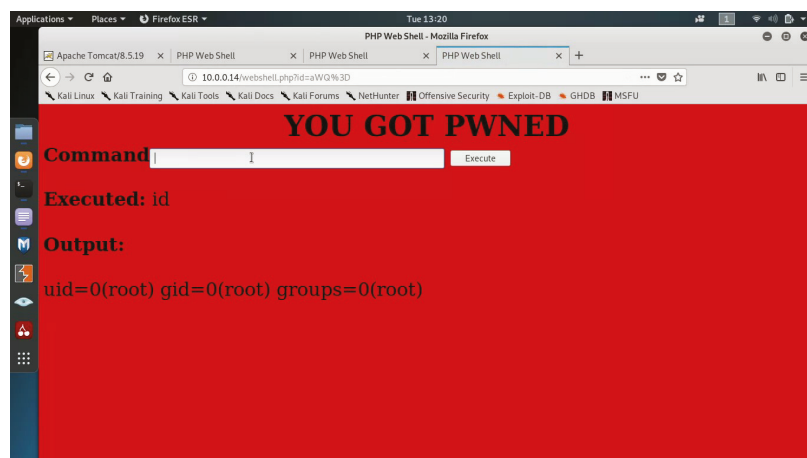 Applications Places Firefox ESR Tue 13:20 1
PHP Web Shell - Mozilla Firefox
Apache Tomcat/8.5.19 × PHP Web Shell × PHP Web Shell × PHP Web Shell × +
10.0.0.14/webshell.php?id=aWQ%3D
Kali Linux Kali Training Kali Tools Kali Docs Kali Forums NetHunter Offensive Security Exploit-DB GHDB MSFU
YOU GOT PWNED
Command Execute
Executed: id
Output:
uid=0(root) gid=0(root) groups=0(root)